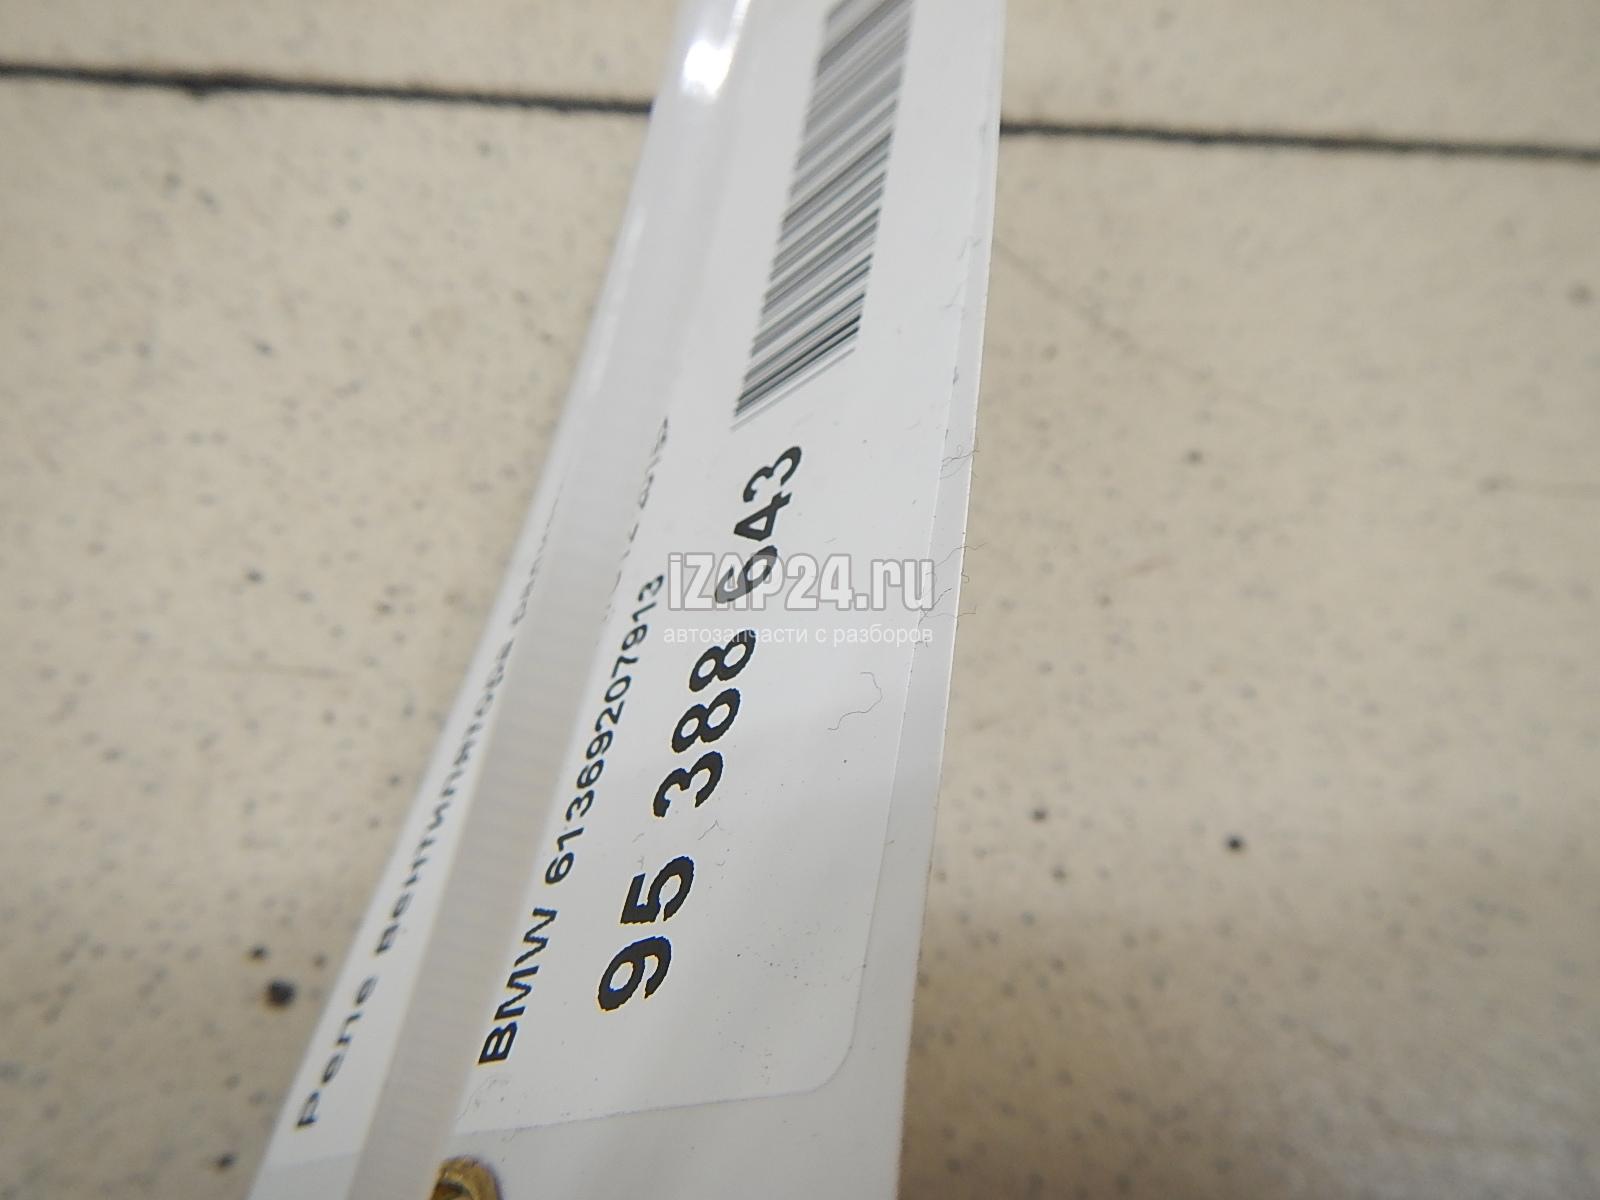 Реле вентилятора
BMW 61369207913
95 388 643
iZAP24.ru
автозапчасти с разборов